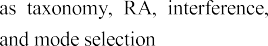 as taxonomy, RA, interference,
and mode selection